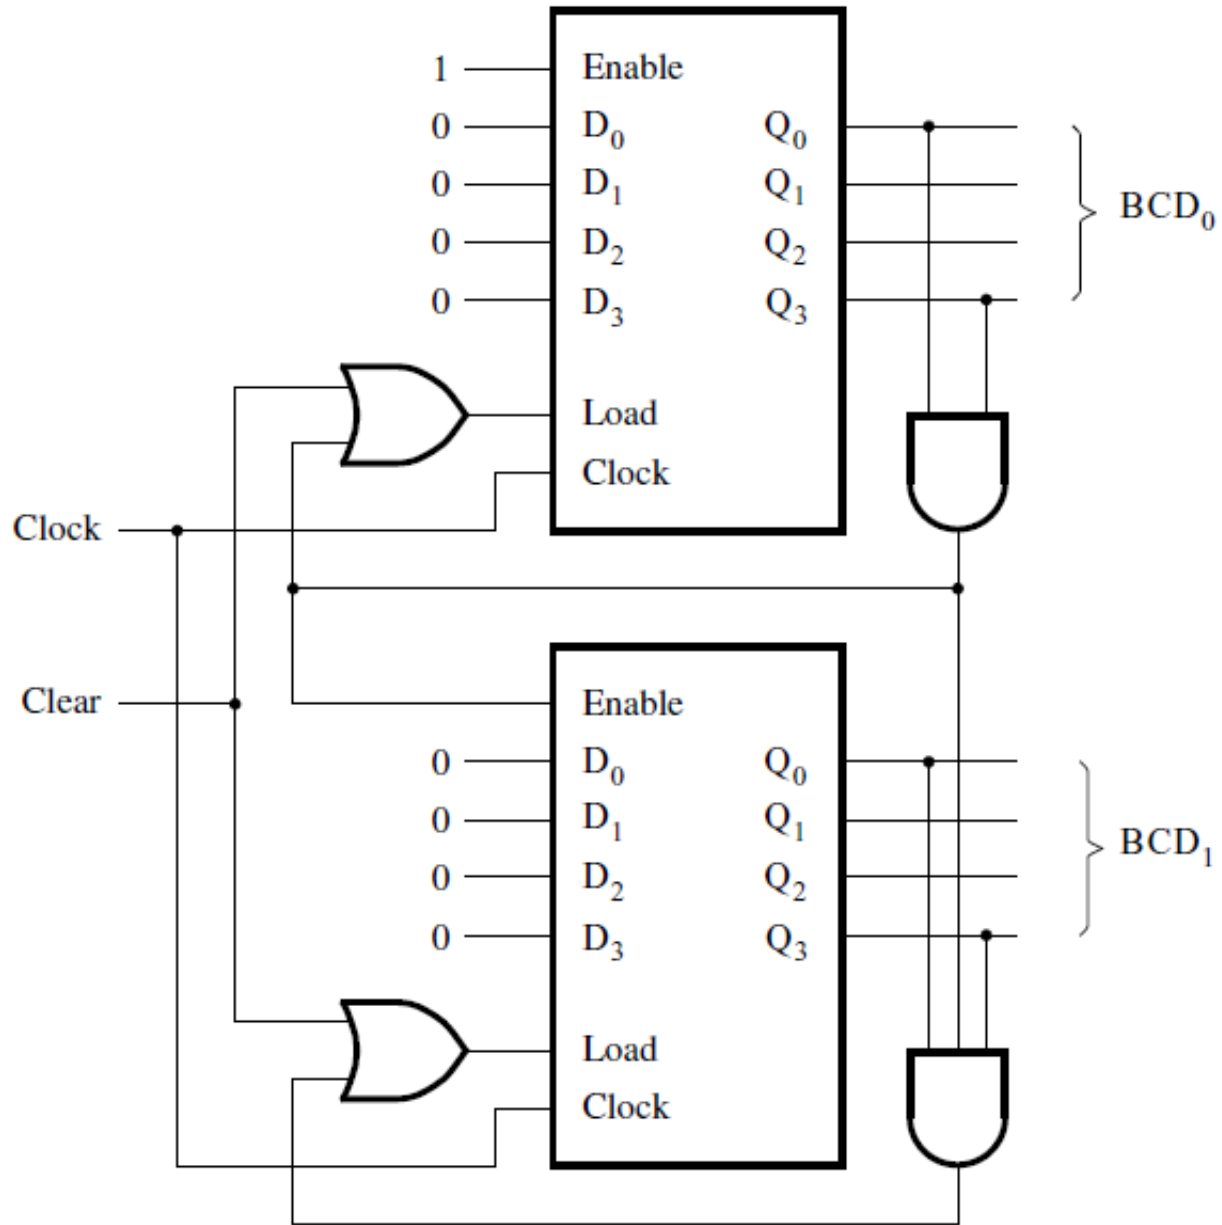 1 Enable
0 D0 Q0
0 D1 Q1
0 D2 Q2
0 D3 Q3
BCD0
Load
Clock
Clock
Clear
Enable
0 D0 Q0
0 D1 Q1
0 D2 Q2
0 D3 Q3
BCD1
Load
Clock